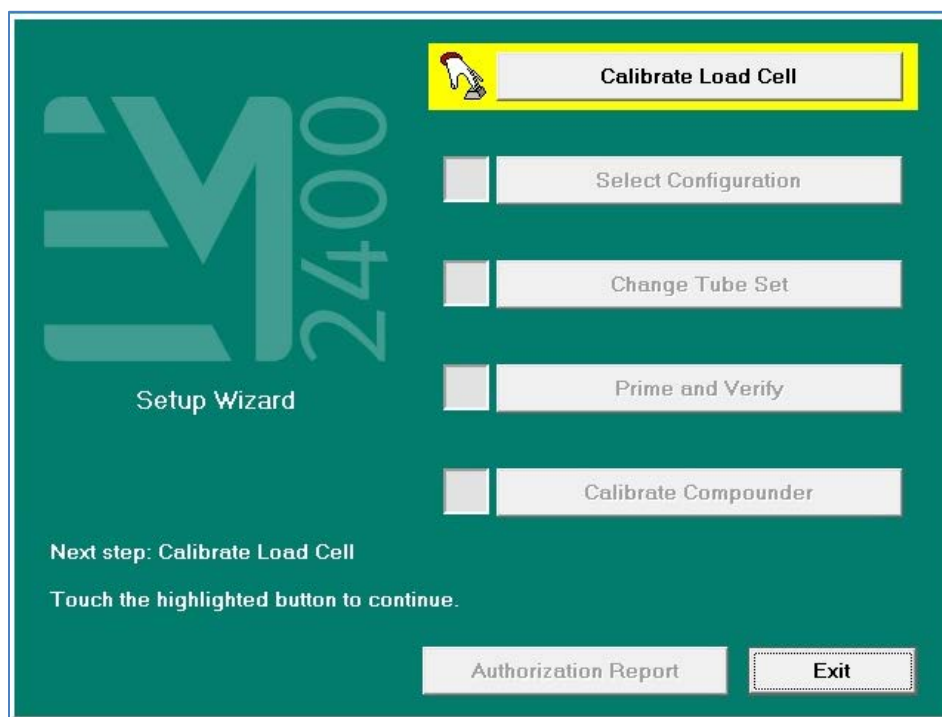 Calibrate Load Cell
EM
2400
Select Configuration
Change Tube Set
Prime and Verify
Setup Wizard
Calibrate Compounder
Next step: Calibrate Load Cell
Touch the highlighted button to continue.
Authorization Report
Exit